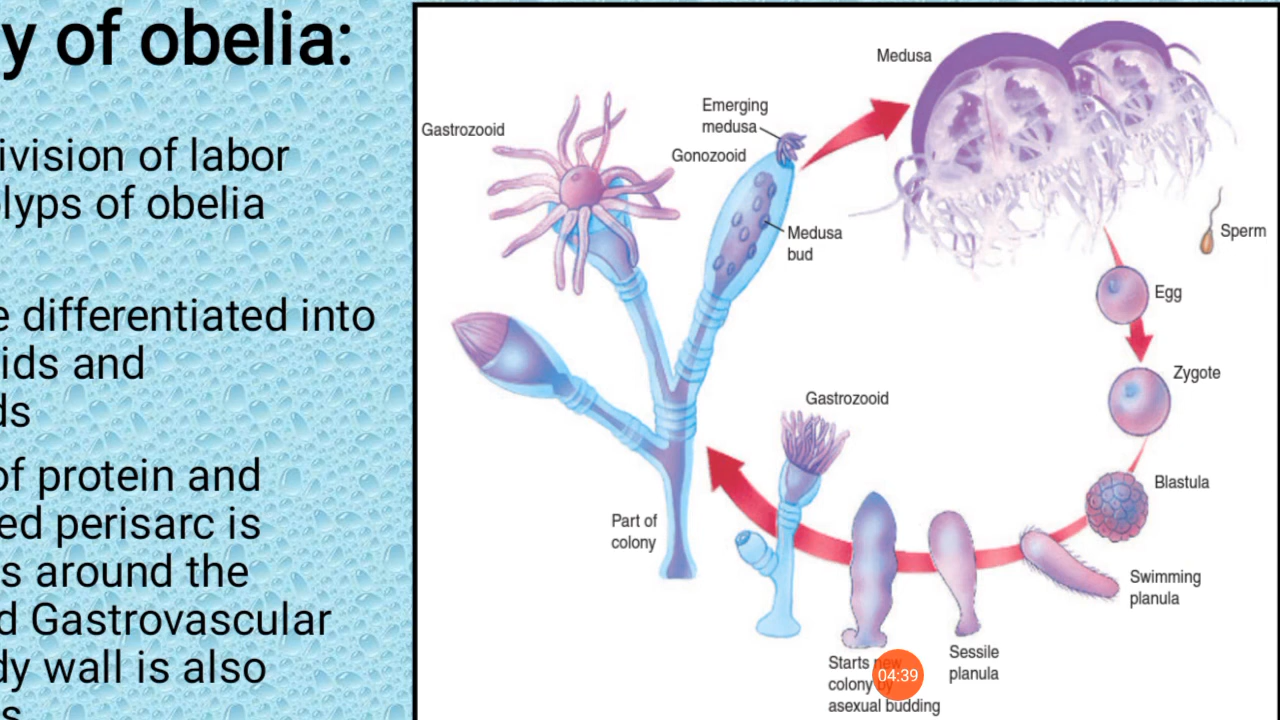 y of obelia:
ivision of labor
lyps of obelia
e differentiated into
ids and
ds
of protein and
ed perisarc is
s around the
d Gastrovascular
dy wall is also
s
Medusa
Emerging
medusa
Gastrozooid
Gonozooid
Medusa
bud
Sperm
Egg
Zygote
Gastrozooid
Blastula
Part of
colony
Swimming
planula
Sessile
planula
Starts new
colony by
asexual budding
04:39